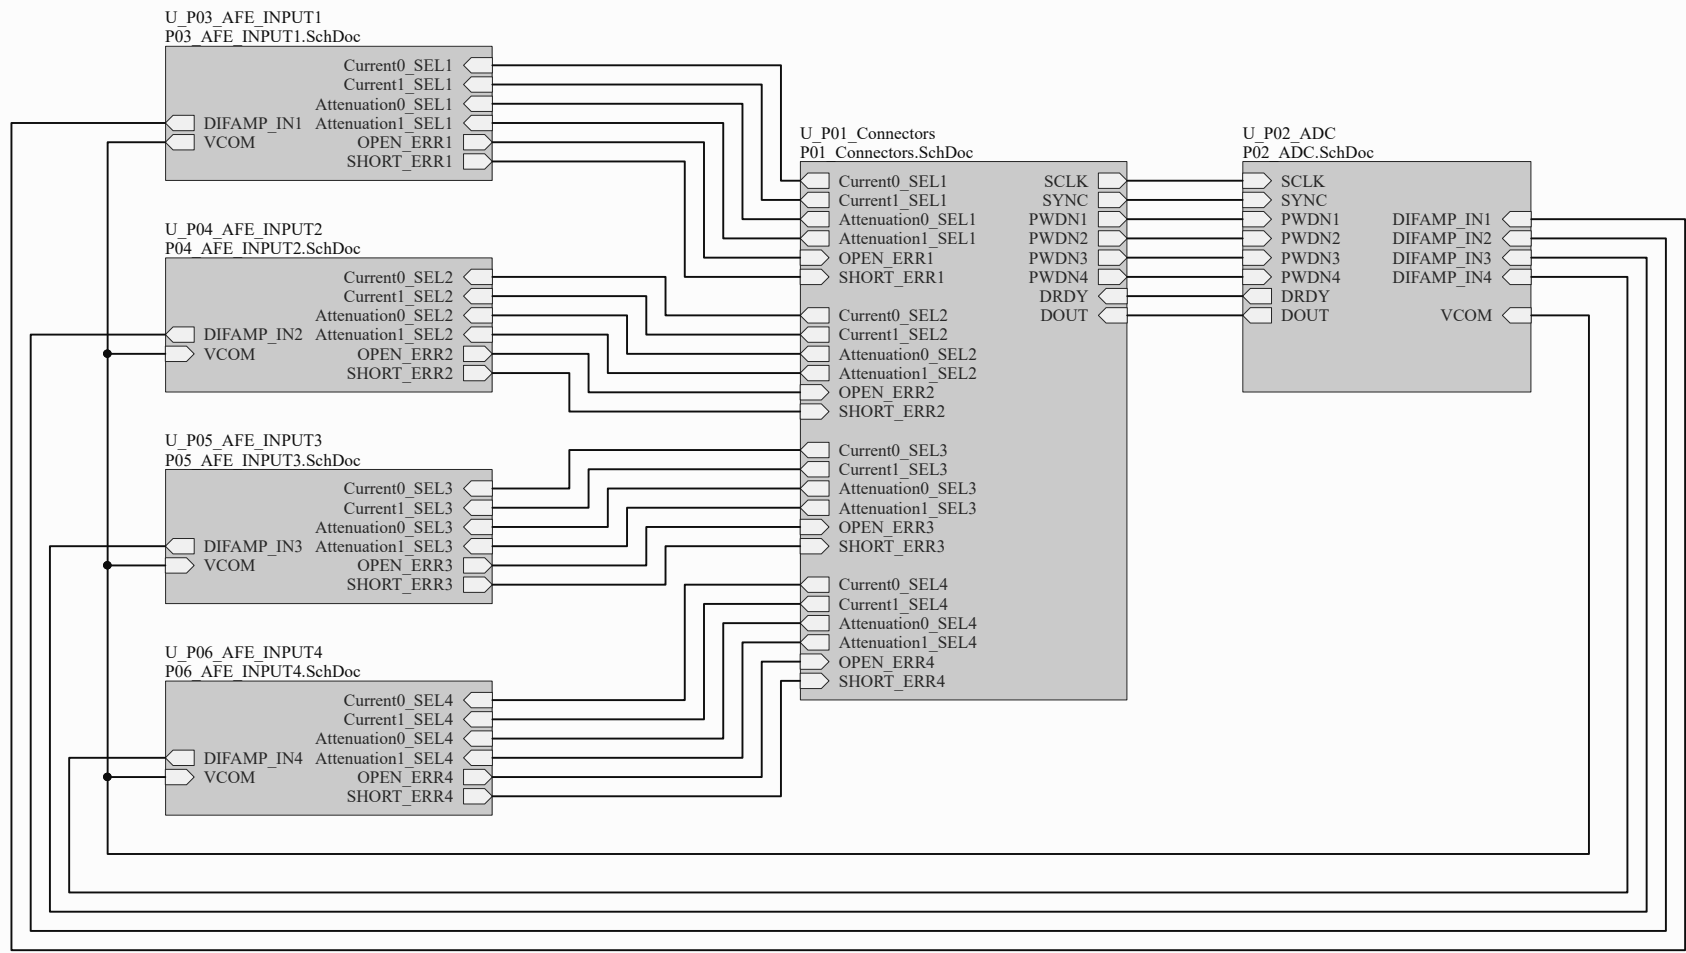 U_P03_AFE_INPUT1
P03_AFE_INPUT1.SchDoc
Current0_SEL1
Current1_SEL1
Attenuation0_SEL1
DIFAMP_IN1 Attenuation1_SEL1
VCOM OPEN_ERR1
SHORT_ERR1
U_P04_AFE_INPUT2
P04_AFE_INPUT2.SchDoc
Current0_SEL2
Current1_SEL2
Attenuation0_SEL2
DIFAMP_IN2 Attenuation1_SEL2
VCOM OPEN_ERR2
SHORT_ERR2
U_P05_AFE_INPUT3
P05_AFE_INPUT3.SchDoc
Current0_SEL3
Current1_SEL3
Attenuation0_SEL3
DIFAMP_IN3 Attenuation1_SEL3
VCOM OPEN_ERR3
SHORT_ERR3
U_P06_AFE_INPUT4
P06_AFE_INPUT4.SchDoc
Current0_SEL4
Current1_SEL4
Attenuation0_SEL4
DIFAMP_IN4 Attenuation1_SEL4
VCOM OPEN_ERR4
SHORT_ERR4
U_P01_Connectors
P01_Connectors.SchDoc
Current0_SEL1 SCLK
Current1_SEL1 SYNC
Attenuation0_SEL1 PWDN1
Attenuation1_SEL1 PWDN2
OPEN_ERR1 PWDN3
SHORT_ERR1 PWDN4
DRDY
Current0_SEL2 DOUT
Current1_SEL2
Attenuation0_SEL2
Attenuation1_SEL2
OPEN_ERR2
SHORT_ERR2
Current0_SEL3
Current1_SEL3
Attenuation0_SEL3
Attenuation1_SEL3
OPEN_ERR3
SHORT_ERR3
Current0_SEL4
Current1_SEL4
Attenuation0_SEL4
Attenuation1_SEL4
OPEN_ERR4
SHORT_ERR4
U_P02_ADC
P02_ADC.SchDoc
SCLK
SYNC
PWDN1 DIFAMP_IN1
PWDN2 DIFAMP_IN2
PWDN3 DIFAMP_IN3
PWDN4 DIFAMP_IN4
DRDY
DOUT VCOM